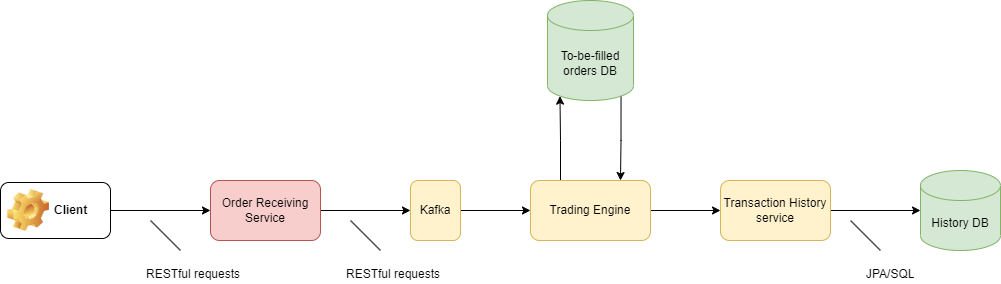 To-be-filled
orders DB
Client
Order Receiving
Service
Kafka
Trading Engine
Transaction History
service
History DB
RESTful requests
RESTful requests
JPA/SQL